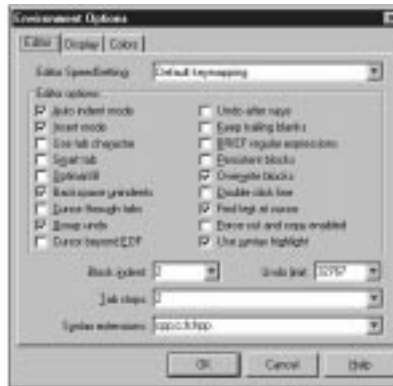 Environment Options
Editor Display Colors
Editor SpeedSetting: Default keymapping
Editor options:
Auto indent mode
Insert mode
Use tab character
Smart tab
Optimal fill
Backspace unindents
Cursor through tabs
Group undo
Cursor beyond EOF
Undo after save
Keep trailing blanks
BRIEF regular expressions
Persistent blocks
Overwrite blocks
Double click line
Find text at cursor
Force cut and copy enabled
Use syntax highlight
Block indent: 2 Undo limit: 32767
Tab stops: 2
Syntax extensions: cpp;c;h;hpp
OK Cancel Help